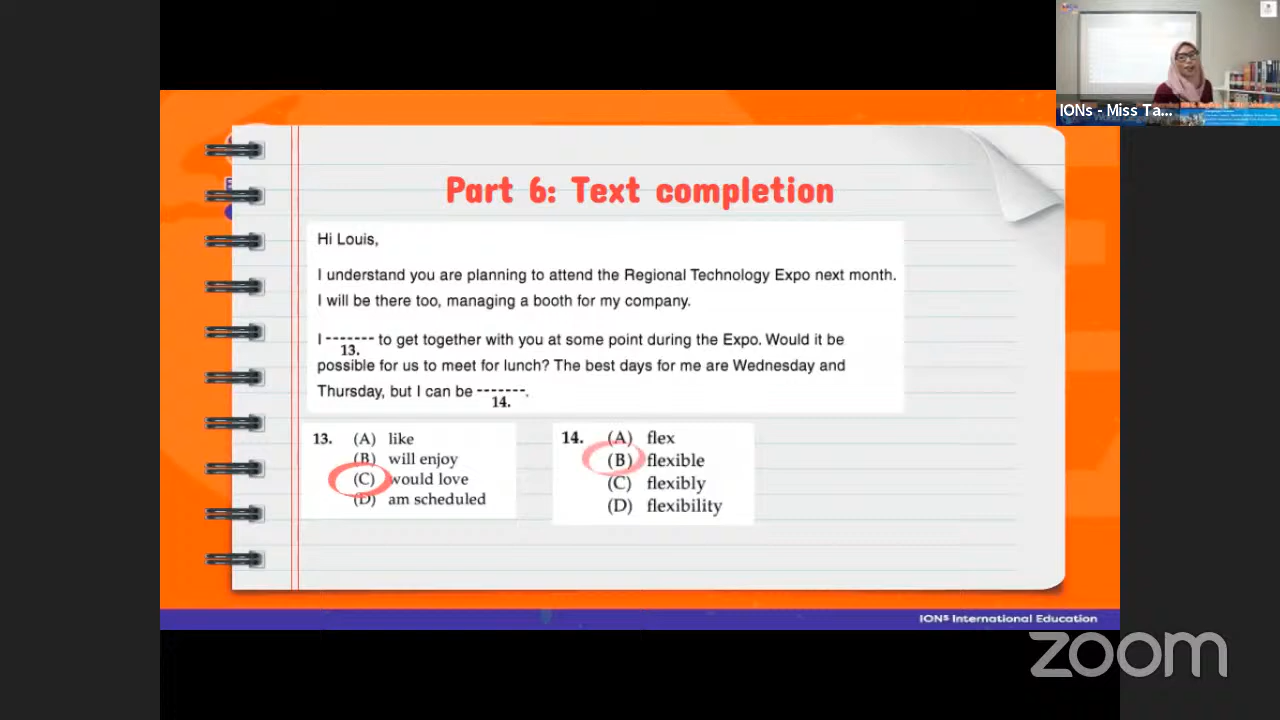 IONs - Miss Ta...
Part 6: Text completion
Hi Louis,
I understand you are planning to attend the Regional Technology Expo next month.
I will be there too, managing a booth for my company.
I ------- to get together with you at some point during the Expo. Would it be
13.
possible for us to meet for lunch? The best days for me are Wednesday and
Thursday, but I can be -------.
14.
13. (A) like
(B) will enjoy
(C) would love
(D) am scheduled
14. (A) flex
(B) flexible
(C) flexibly
(D) flexibility
IONs International Education
zoom